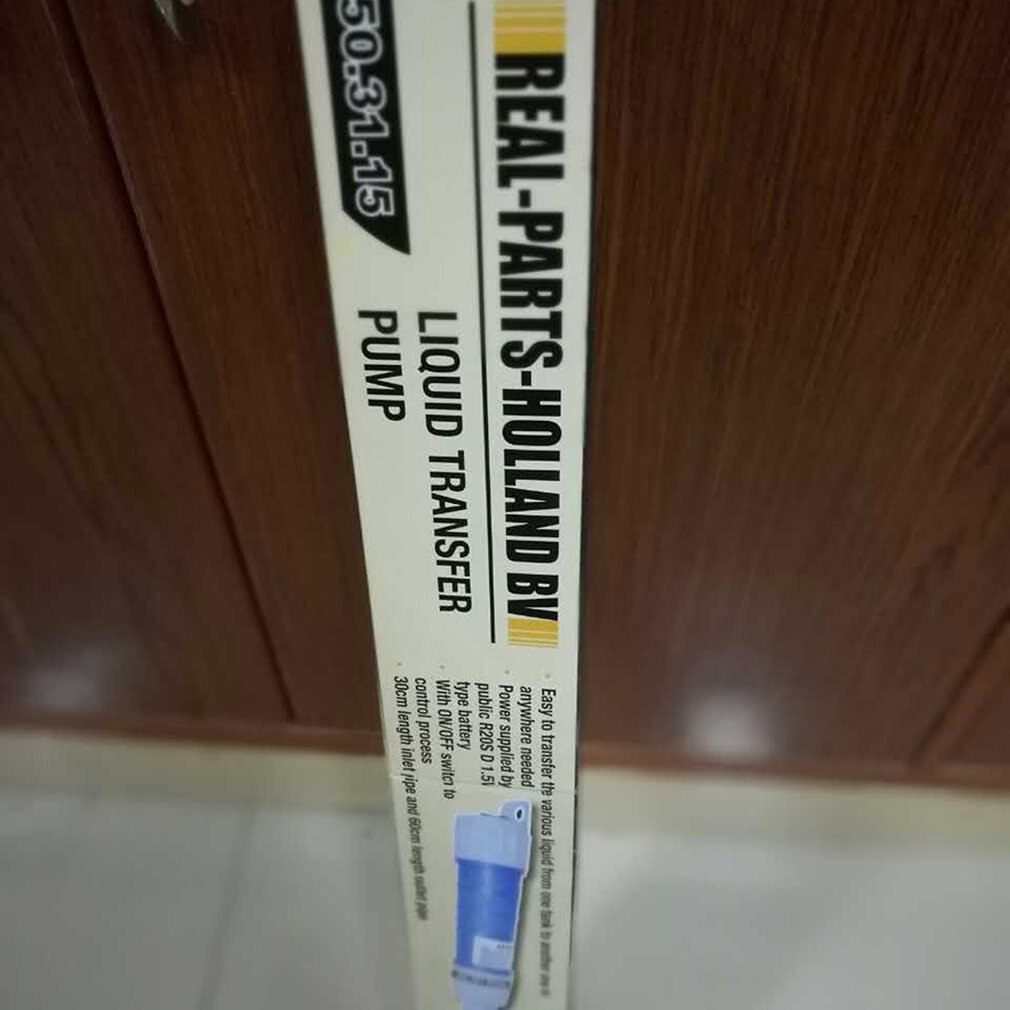 REAL-PARTS-HOLLAND BV
50.31.15
LIQUID TRANSFER
PUMP
Easy to transfer the various liquid from one tank to another one in
anywhere needed
Power supplied by
public R20S D 1.5V
type battery
With ON/OFF switch to
control process
30cm length inlet pipe and 60cm length outlet pipe